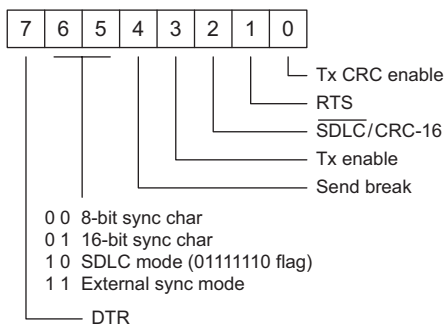 7 6 5 4 3 2 1 0
Tx CRC enable
RTS
SDLC/CRC-16
Tx enable
Send break
0 0 8-bit sync char
0 1 16-bit sync char
1 0 SDLC mode (01111110 flag)
1 1 External sync mode
DTR